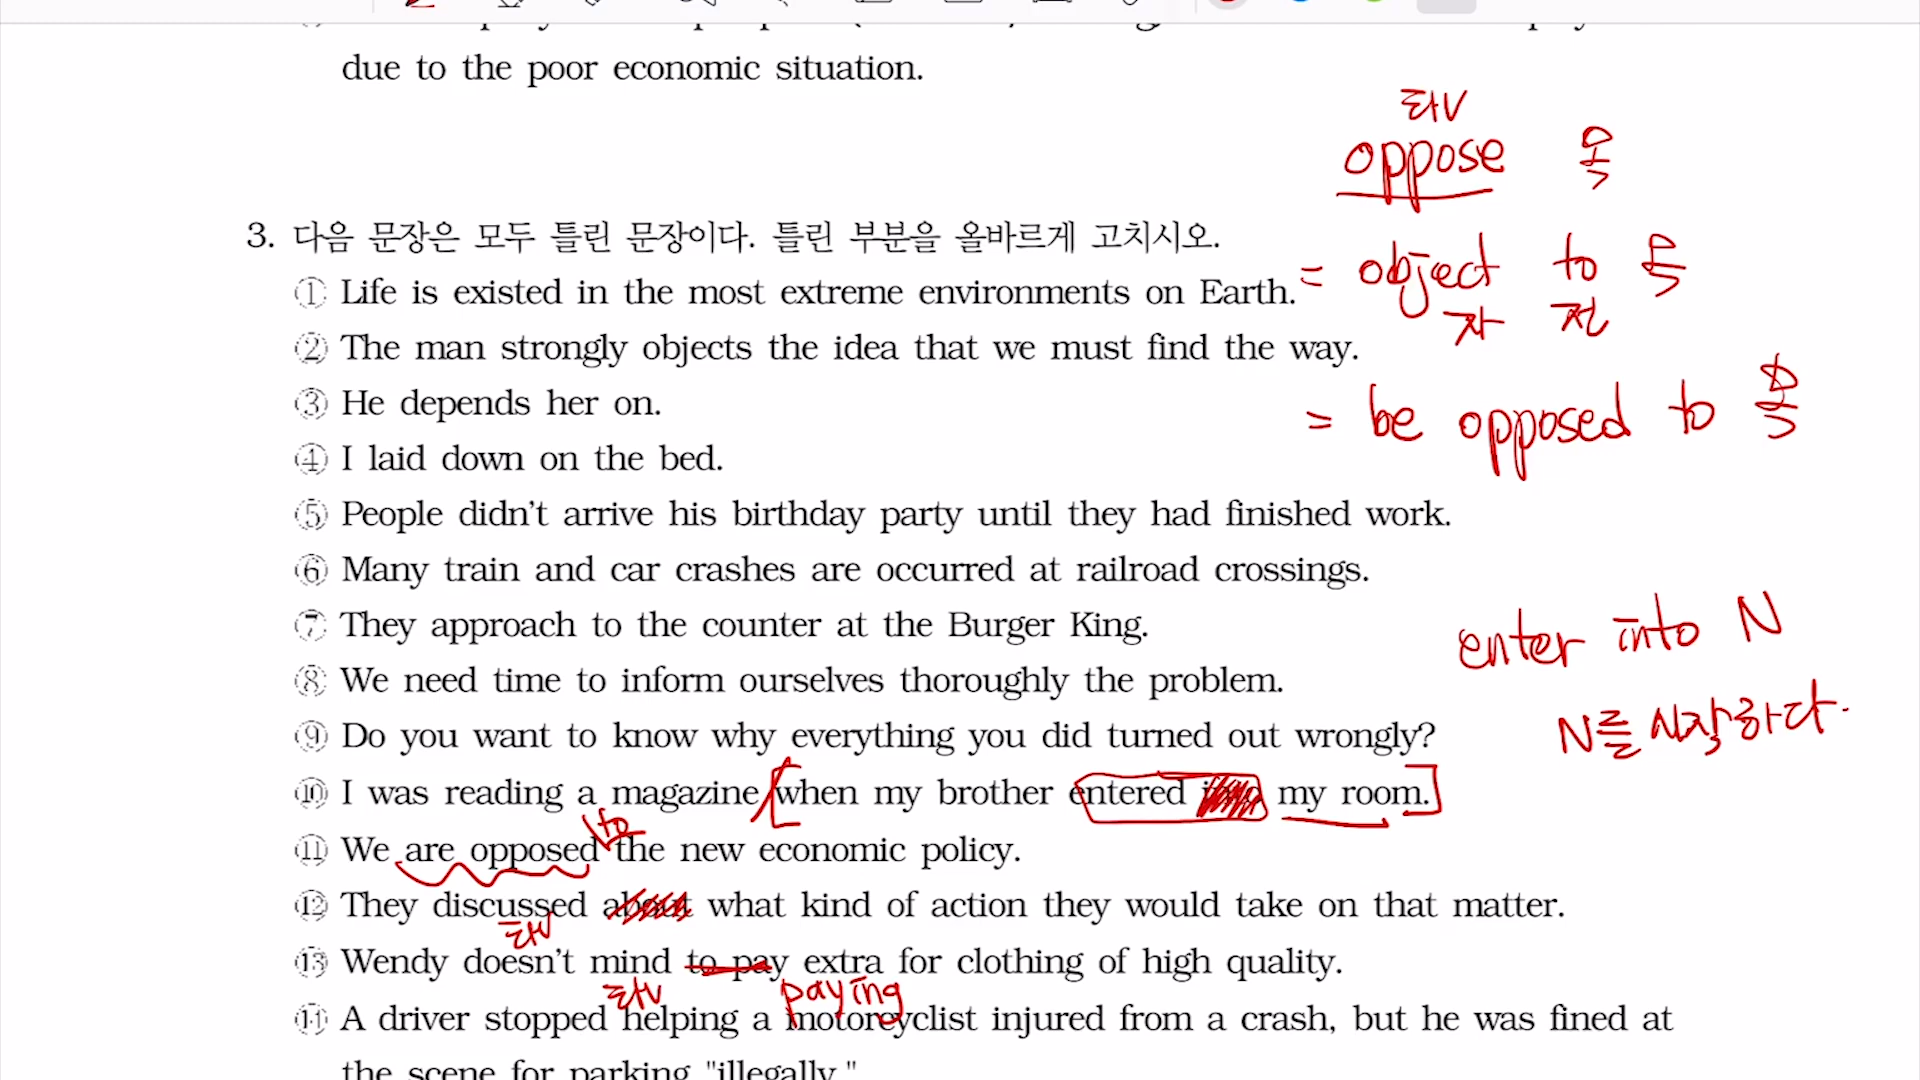 due to the poor economic situation.
타V
oppose 목
3. 다음 문장은 모두 틀린 문장이다. 틀린 부분을 올바르게 고치시오.
= object to 목
자 전
① Life is existed in the most extreme environments on Earth.
② The man strongly objects the idea that we must find the way.
= be opposed to 목
③ He depends her on.
④ I laid down on the bed.
⑤ People didn't arrive his birthday party until they had finished work.
⑥ Many train and car crashes are occurred at railroad crossings.
enter into N
⑦ They approach to the counter at the Burger King.
⑧ We need time to inform ourselves thoroughly the problem.
N를 시작하다.
⑨ Do you want to know why everything you did turned out wrongly?
⑩ I was reading a magazine when my brother entered my room.
to
⑪ We are opposed the new economic policy.
⑫ They discussed about what kind of action they would take on that matter.
타V
⑬ Wendy doesn't mind to pay extra for clothing of high quality.
타V paying
⑭ A driver stopped helping a motorcyclist injured from a crash, but he was fined at
the scene for parking "illegally."